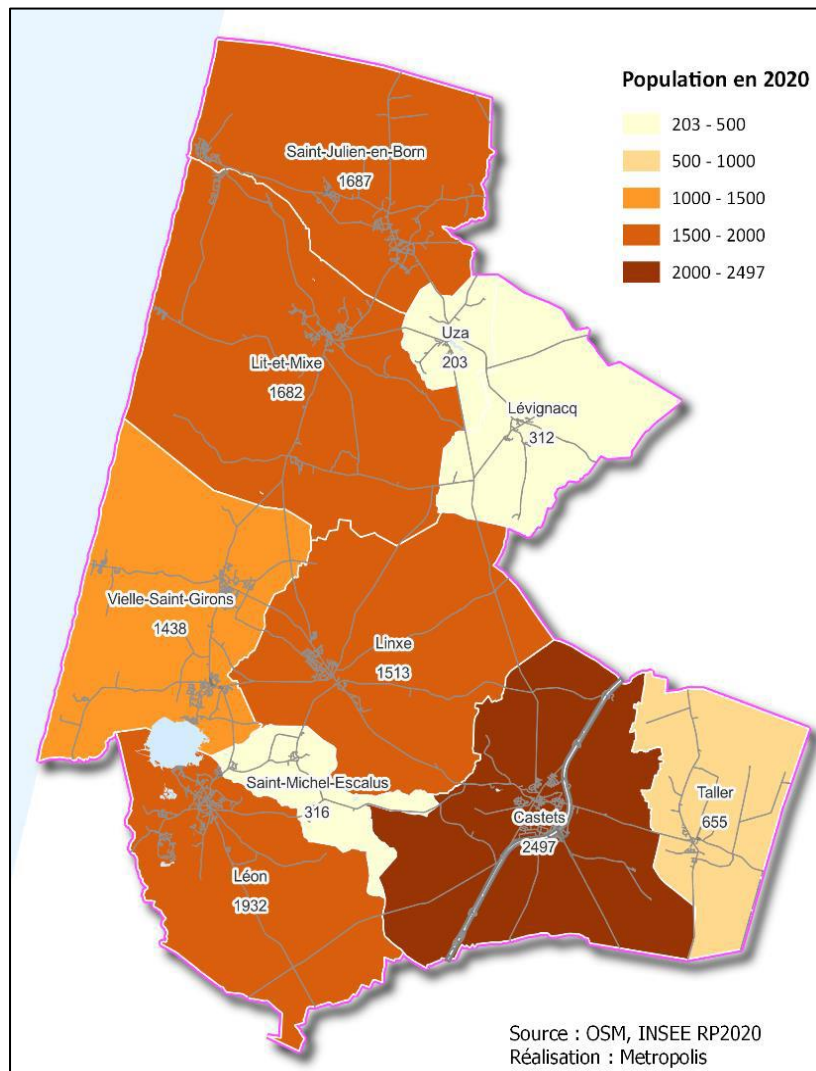 Population en 2020
203 - 500
500 - 1000
1000 - 1500
1500 - 2000
2000 - 2497
Saint-Julien-en-Born
1687
Uza
203
Lit-et-Mixe
1682
Lévignacq
312
Vielle-Saint-Girons
1438
Linxe
1513
Saint-Michel-Escalus
316
Castets
2497
Taller
655
Léon
1932
Source : OSM, INSEE RP2020
Réalisation : Metropolis